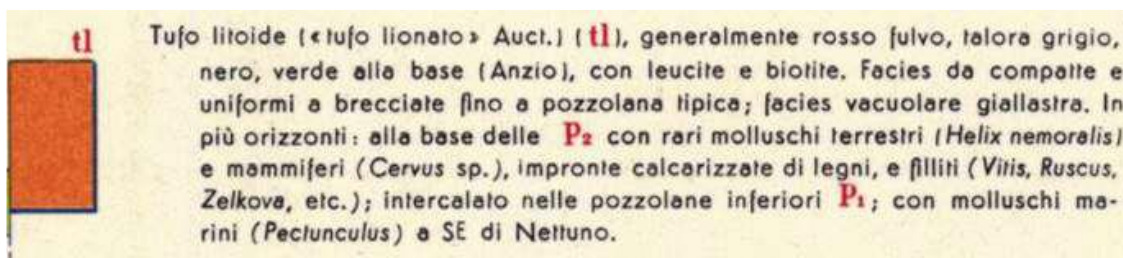 tl
Tufo litoide («tufo lionato» Auct.) (tl), generalmente rosso fulvo, talora grigio,
nero, verde alla base (Anzio), con leucite e biotite. Facies da compatte e
uniformi a brecciate fino a pozzolana tipica; facies vacuolare giallastra. In
più orizzonti: alla base delle P₂ con rari molluschi terrestri (Helix nemoralis)
e mammiferi (Cervus sp.), impronte calcarizzate di legni, e filliti (Vitis, Ruscus,
Zelkova, etc.); intercalato nelle pozzolane inferiori P₁; con molluschi ma-
rini (Pectunculus) a SE di Nettuno.